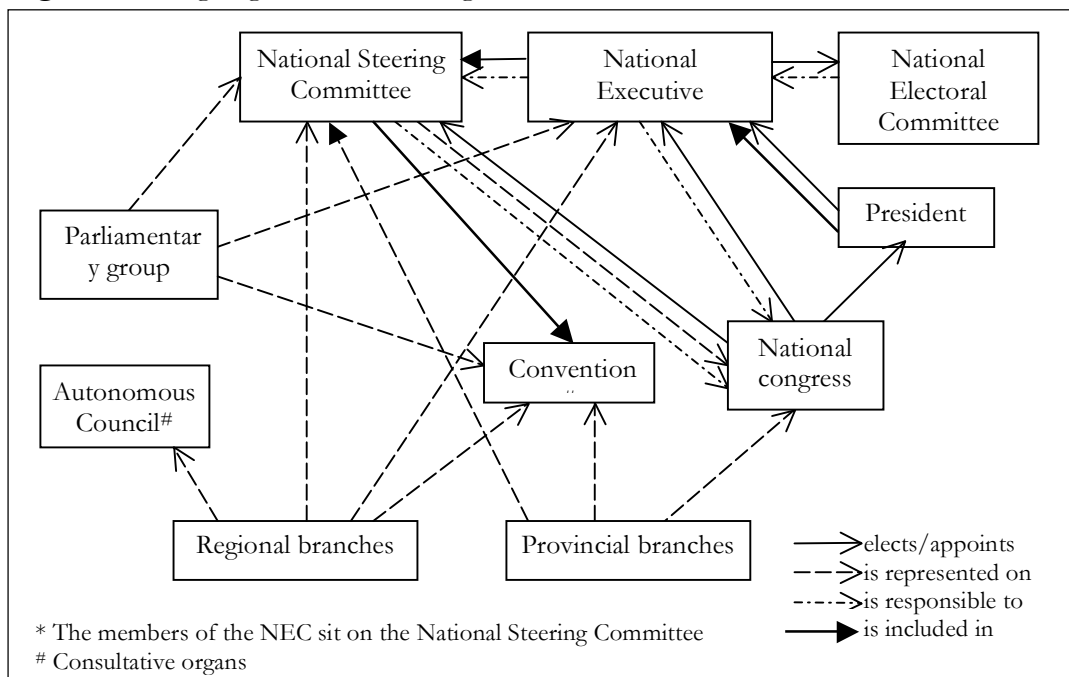 National Steering
Committee
National
Executive
National
Electoral
Committee
President
Parliamentar
y group
National
congress
Convention
Autonomous
Council#
Regional branches
Provincial branches
elects/appoints
is represented on
is responsible to
is included in
* The members of the NEC sit on the National Steering Committee
# Consultative organs